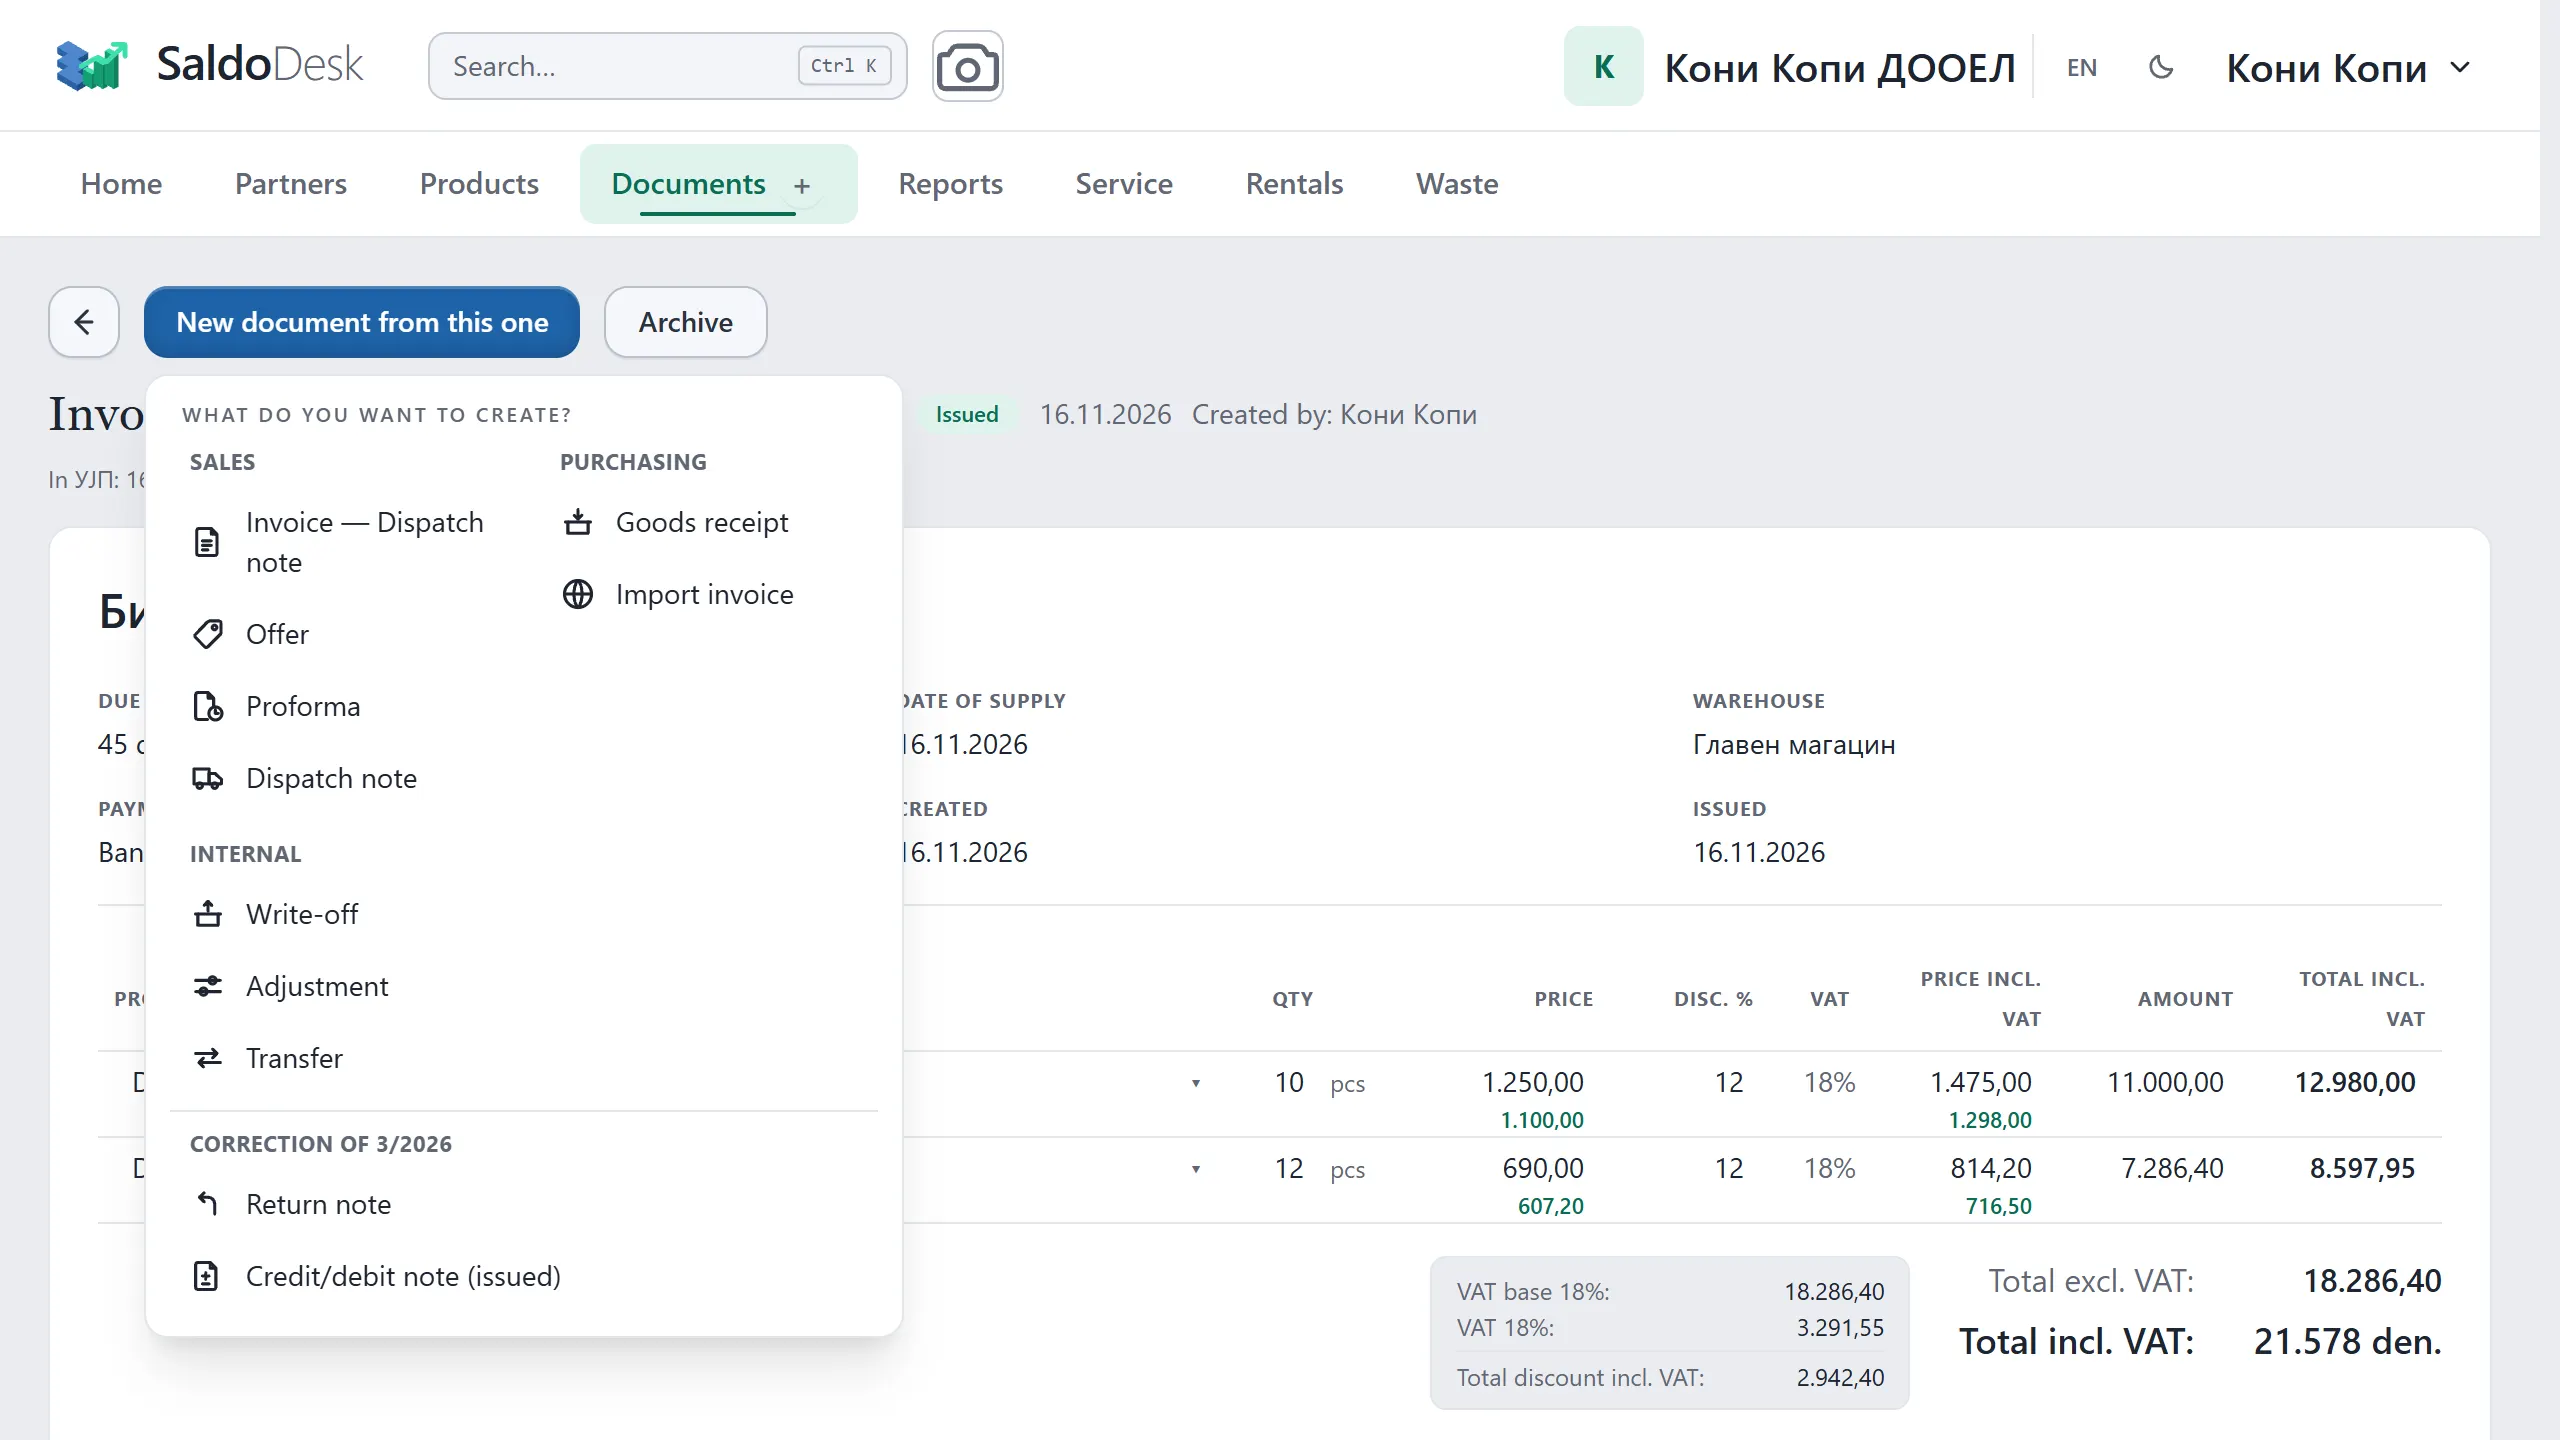 SaldoDesk
Search...
Ctrl K
K
Кони Копи ДООЕЛ
EN
Кони Копи
Home
Partners
Products
Documents +
Reports
Service
Rentals
Waste
New document from this one
Archive
Issued
16.11.2026
Created by: Кони Копи
In УЈП:
WHAT DO YOU WANT TO CREATE?
SALES
Invoice — Dispatch
note
Offer
Proforma
Dispatch note
PURCHASING
Goods receipt
Import invoice
INTERNAL
Write-off
Adjustment
Transfer
CORRECTION OF 3/2026
Return note
Credit/debit note (issued)
DUE
45
DATE OF SUPPLY
16.11.2026
WAREHOUSE
Главен магацин
CREATED
16.11.2026
ISSUED
16.11.2026
QTY
PRICE
DISC. %
VAT
PRICE INCL.
VAT
AMOUNT
TOTAL INCL.
VAT
10 pcs 1.250,00 12 18% 1.475,00 11.000,00 12.980,00
1.100,00 1.298,00
12 pcs 690,00 12 18% 814,20 7.286,40 8.597,95
607,20 716,50
VAT base 18%: 18.286,40
VAT 18%: 3.291,55
Total discount incl. VAT: 2.942,40
Total excl. VAT: 18.286,40
Total incl. VAT: 21.578 den.